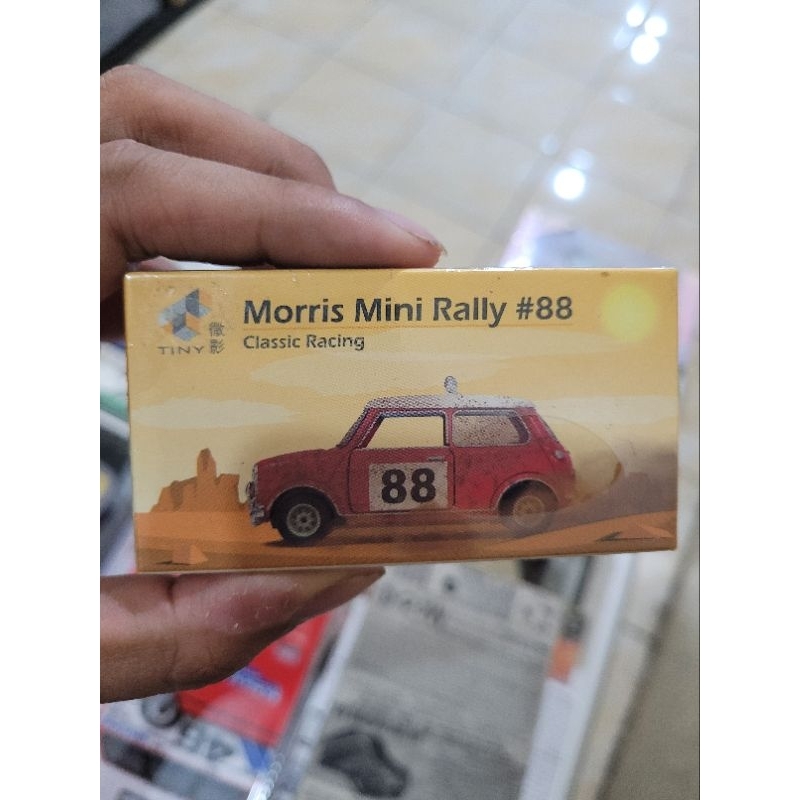 Morris Mini Rally #88
Classic Racing
TINY 微影
88